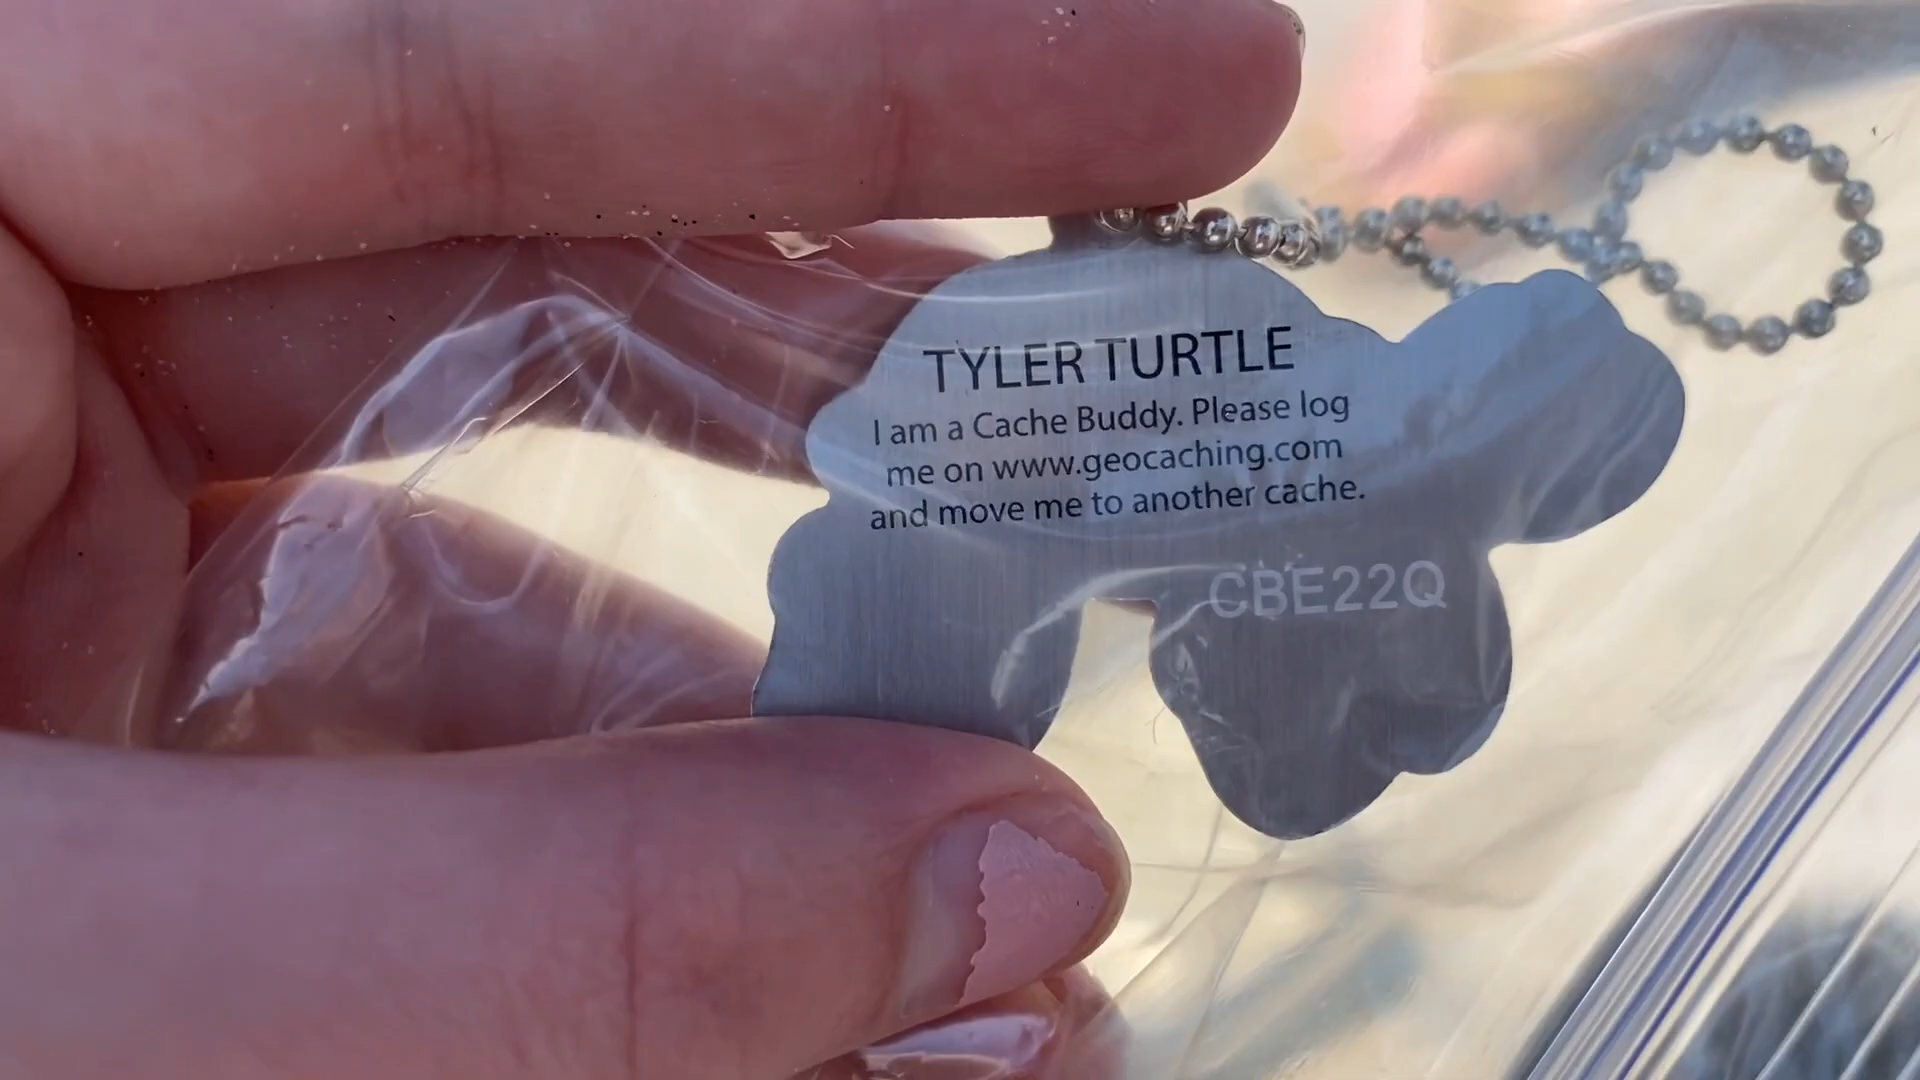 TYLER TURTLE
I am a Cache Buddy. Please log
me on www.geocaching.com
and move me to another cache.
CBE22Q